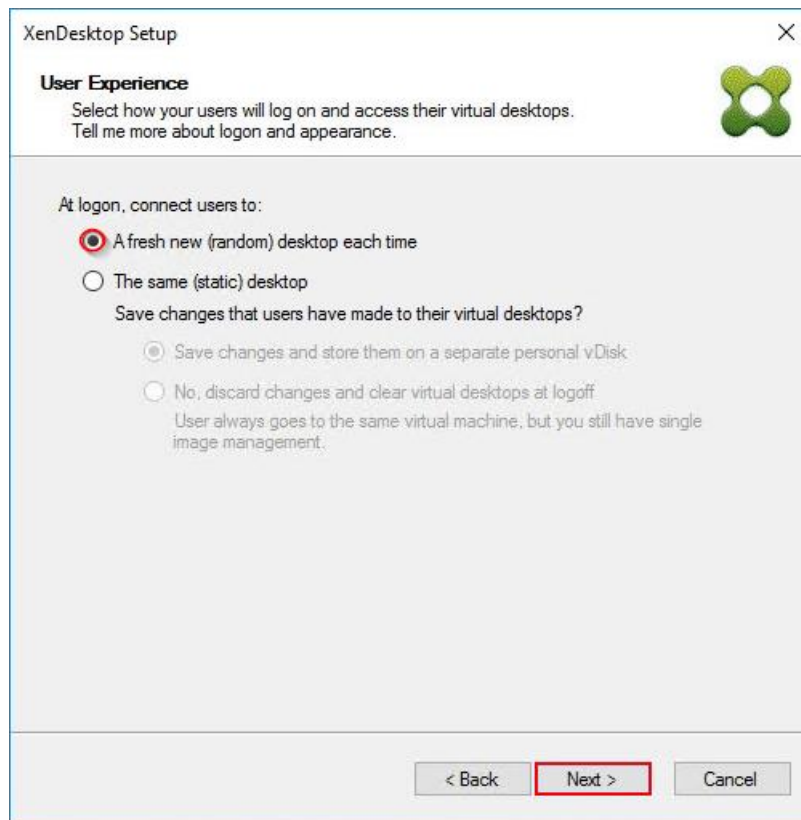 XenDesktop Setup
User Experience
Select how your users will log on and access their virtual desktops.
Tell me more about logon and appearance.
At logon, connect users to:
A fresh new (random) desktop each time
The same (static) desktop
Save changes that users have made to their virtual desktops?
Save changes and store them on a separate personal vDisk
No, discard changes and clear virtual desktops at logoff
User always goes to the same virtual machine, but you still have single
image management.
< Back Next > Cancel